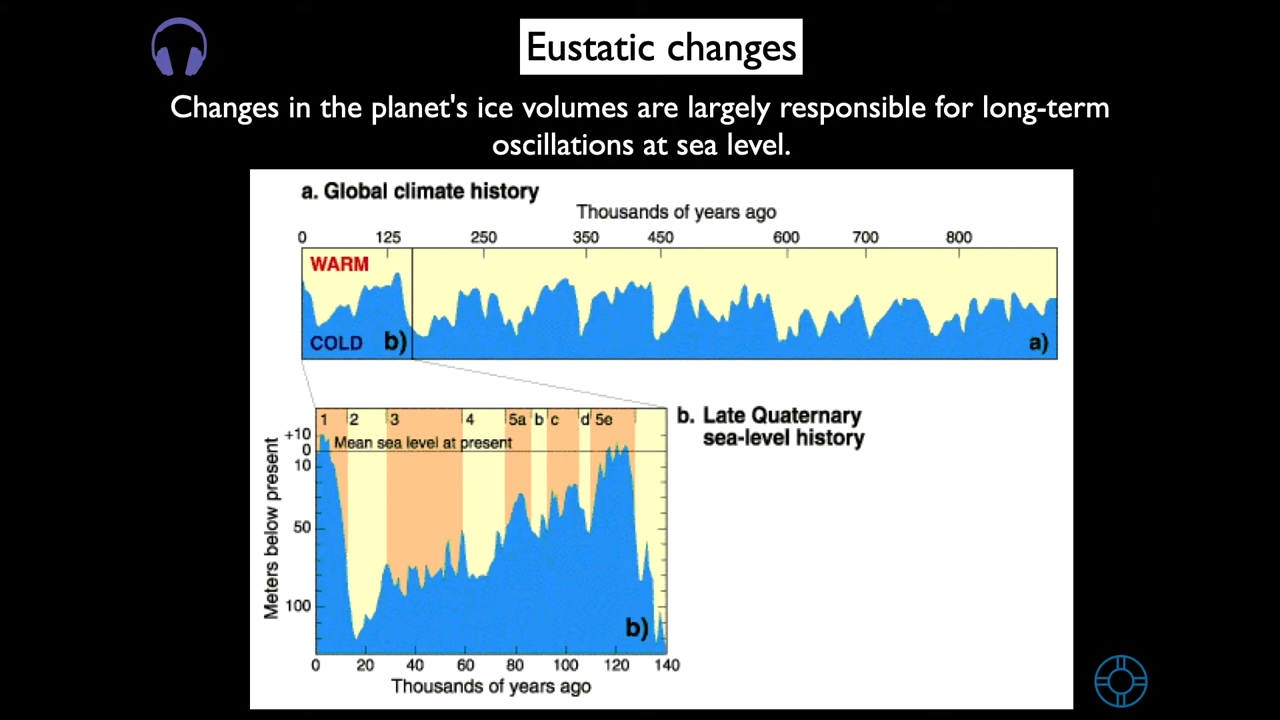 Eustatic changes
Changes in the planet's ice volumes are largely responsible for long-term
oscillations at sea level.
a. Global climate history
Thousands of years ago
0 125 250 350 450 600 700 800
WARM
COLD b) a)
1 2 3 4 5a b c d 5e
b. Late Quaternary
sea-level history
+10
Mean sea level at present
0
10
50
100
Meters below present
b)
0 20 40 60 80 100 120 140
Thousands of years ago